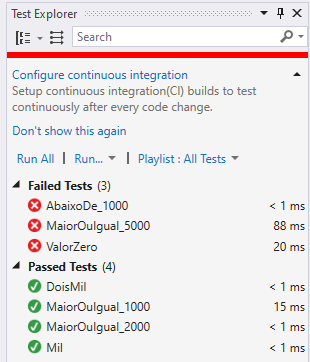 Test Explorer
Search
Configure continuous integration
Setup continuous integration(CI) builds to test
continuously after every code change.
Don't show this again
Run All | Run... | Playlist : All Tests
Failed Tests (3)
AbaixoDe_1000 < 1 ms
MaiorOuIgual_5000 88 ms
ValorZero 20 ms
Passed Tests (4)
DoisMil < 1 ms
MaiorOuIgual_1000 15 ms
MaiorOuIgual_2000 < 1 ms
Mil < 1 ms